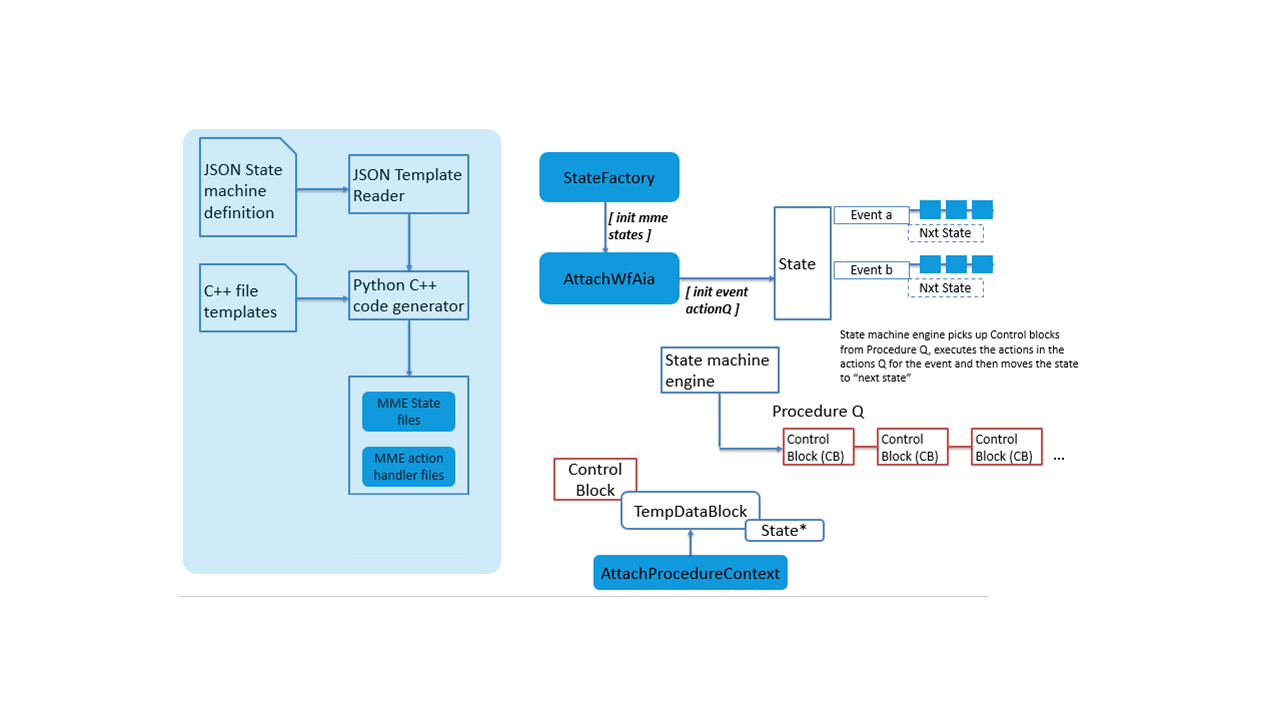 JSON State
machine
definition
JSON Template
Reader
C++ file
templates
Python C++
code generator
MME State
files
MME action
handler files
StateFactory
[ init mme
states ]
AttachWfAia
[ init event
actionQ ]
State
Event a
Nxt State
Event b
Nxt State
State machine engine picks up Control blocks
from Procedure Q, executes the actions in the
actions Q for the event and then moves the state
to “next state”
State machine
engine
Procedure Q
Control
Block (CB)
Control
Block (CB)
Control
Block (CB)
...
Control
Block
TempDataBlock
State*
AttachProcedureContext